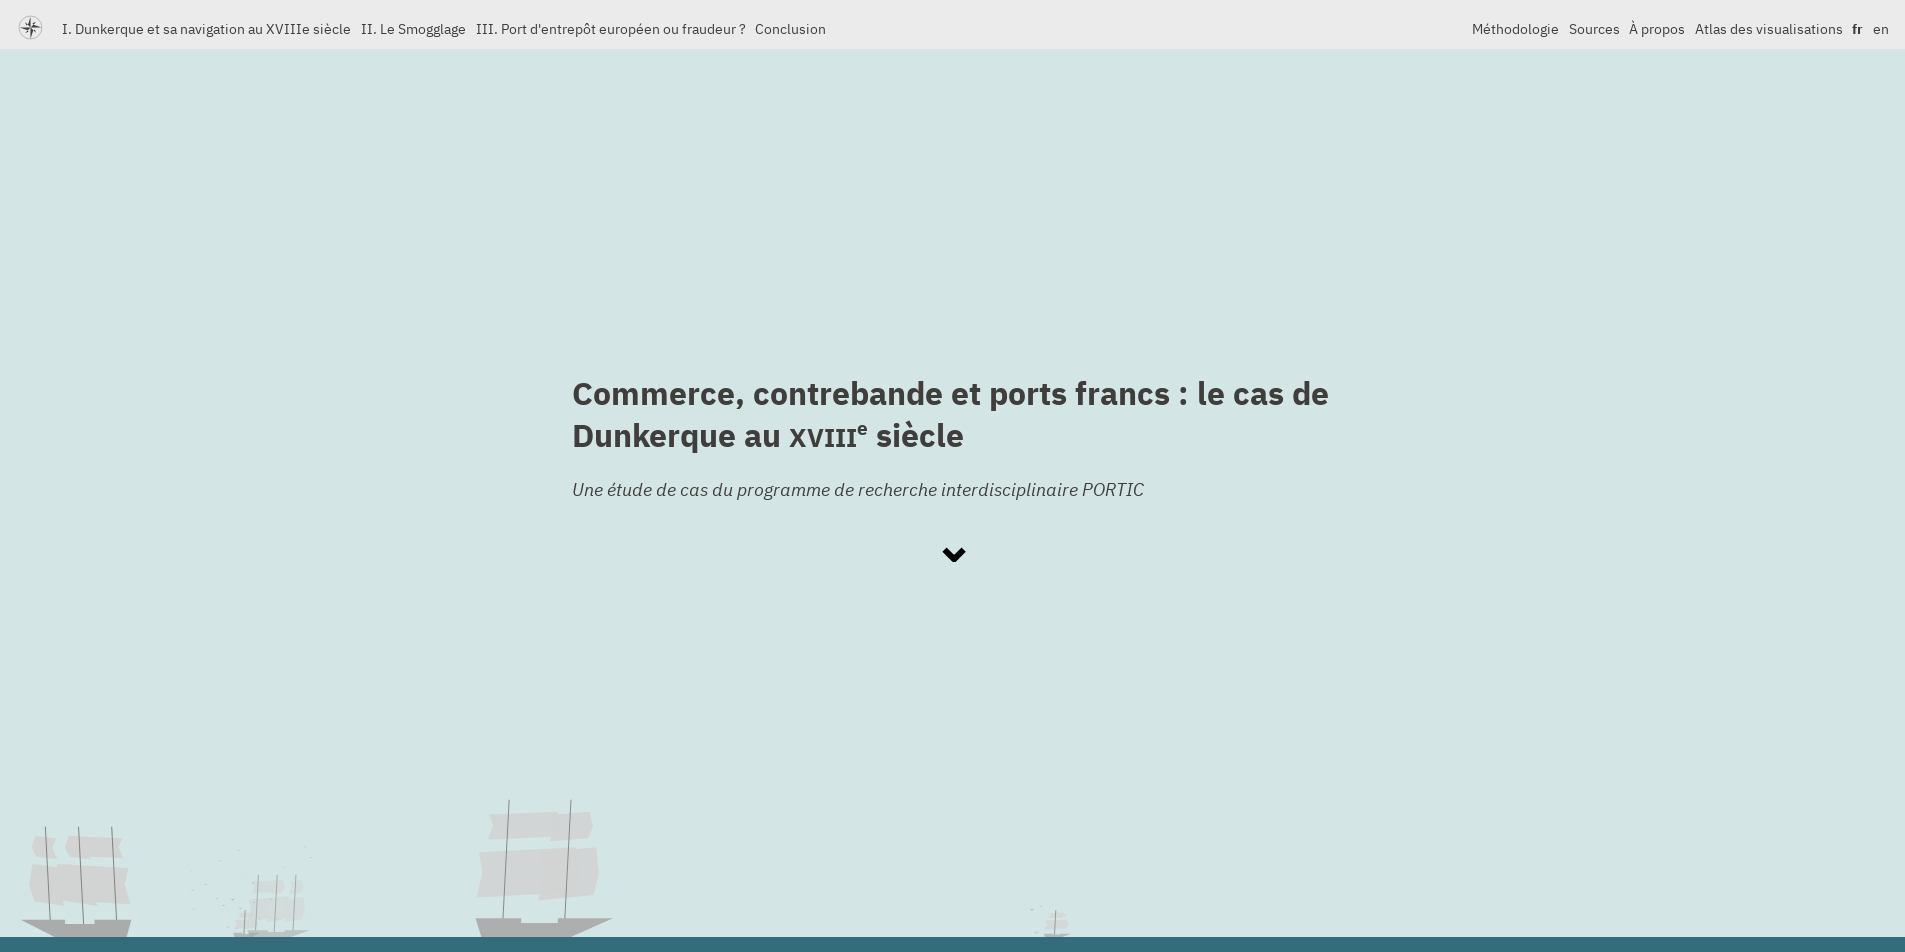 I. Dunkerque et sa navigation au XVIIIe siècle II. Le Smogglage III. Port d'entrepôt européen ou fraudeur ? Conclusion Méthodologie Sources À propos Atlas des visualisations fr en
Commerce, contrebande et ports francs : le cas de
Dunkerque au XVIIIe siècle
Une étude de cas du programme de recherche interdisciplinaire PORTIC